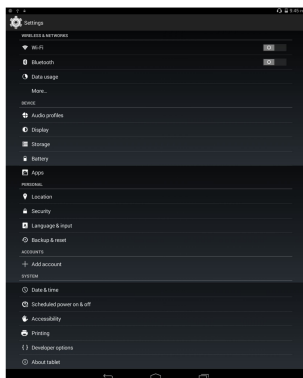 5:45
Settings
WIRELESS & NETWORKS
Wi-Fi
Bluetooth
Data usage
More...
DEVICE
Audio profiles
Display
Storage
Battery
Apps
PERSONAL
Location
Security
Language & input
Backup & reset
ACCOUNTS
Add account
SYSTEM
Date & time
Scheduled power on & off
Accessibility
Printing
Developer options
About tablet